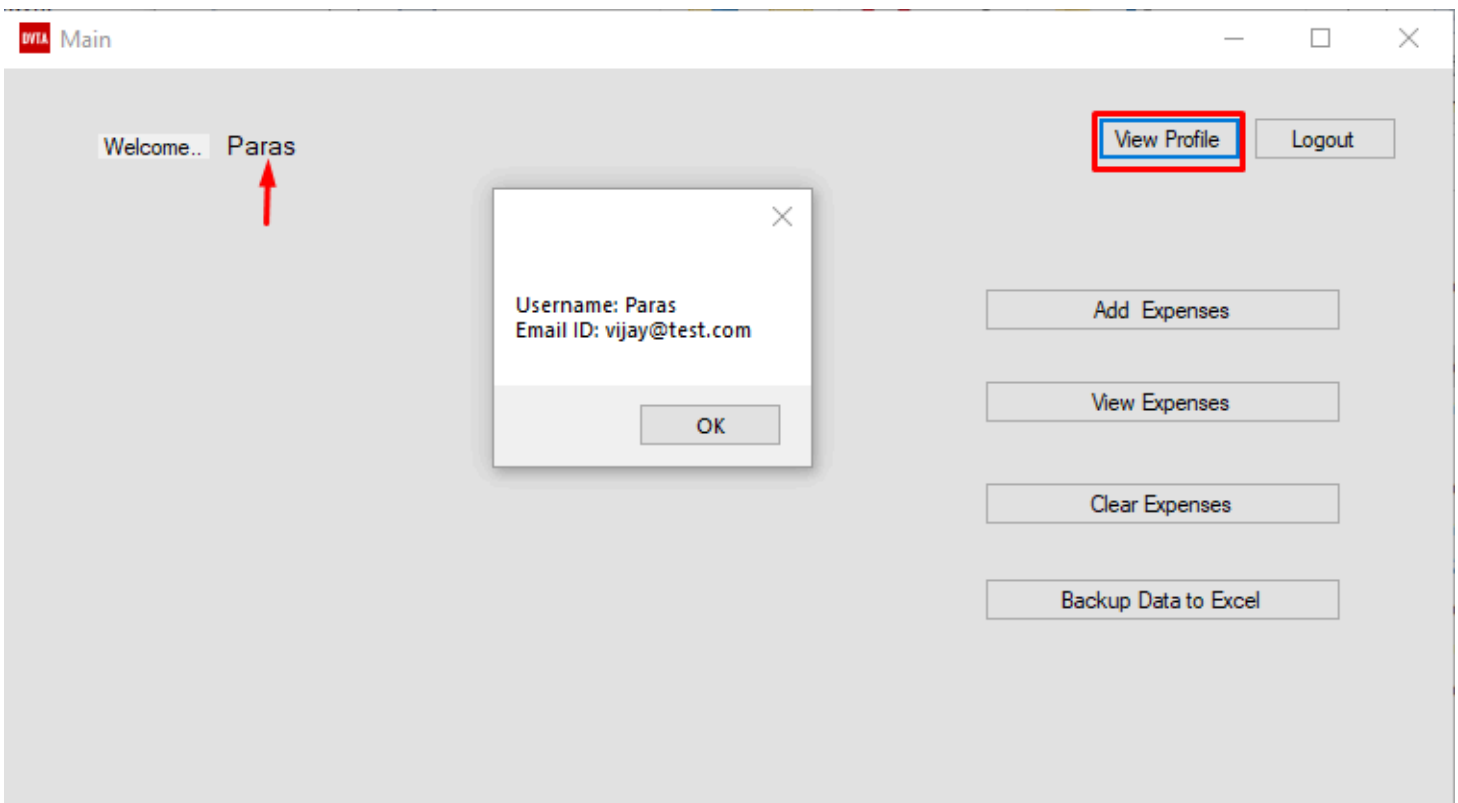 DVTA Main
Welcome.. Paras
View Profile
Logout
Username: Paras
Email ID: vijay@test.com
OK
Add Expenses
View Expenses
Clear Expenses
Backup Data to Excel